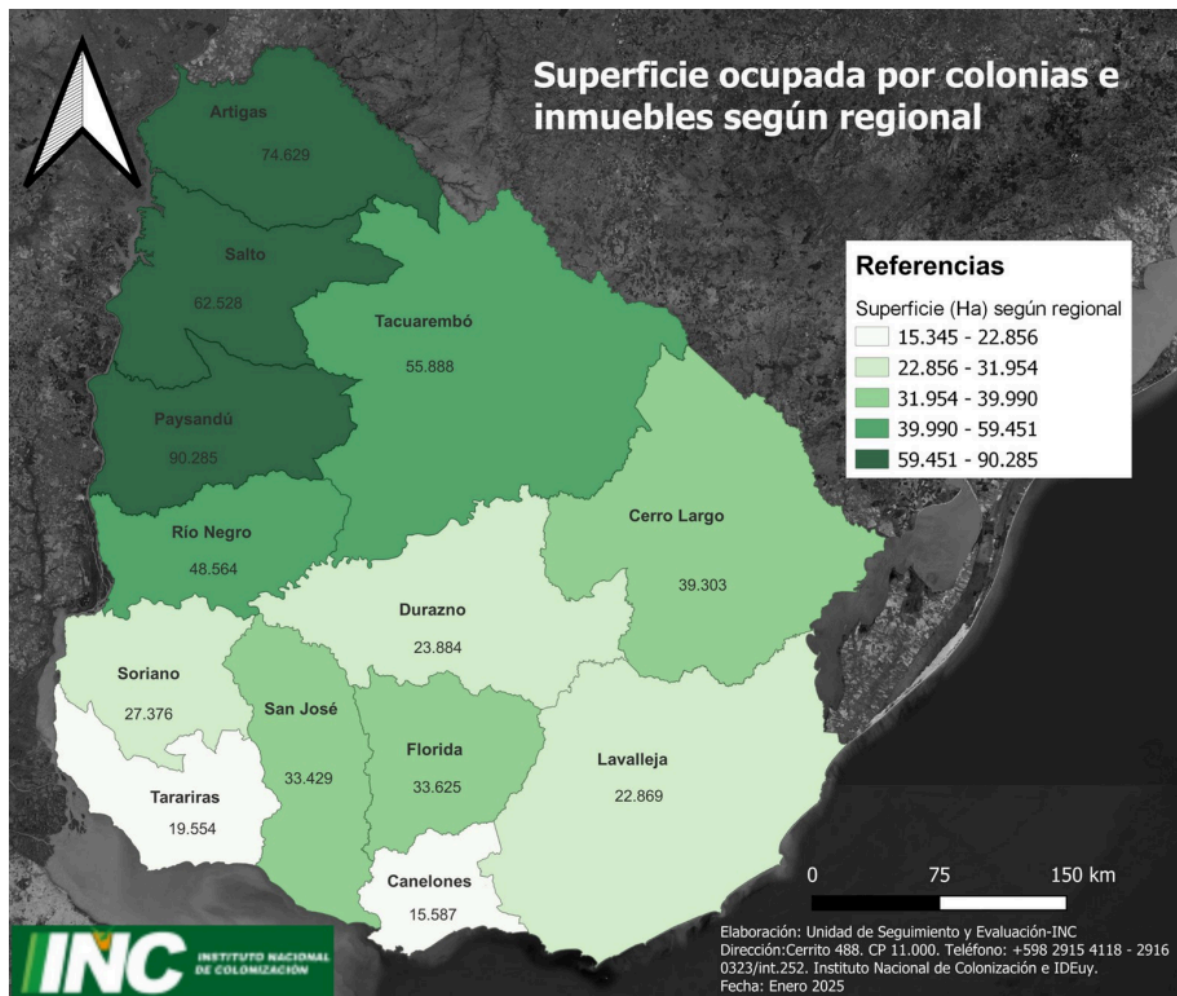 Superficie ocupada por colonias e
inmuebles según regional
Artigas
74.629
Salto
62.528
Tacuarembó
55.888
Paysandú
90.285
Río Negro
48.564
Cerro Largo
39.303
Durazno
23.884
Soriano
27.376
San José
33.429
Florida
33.625
Lavalleja
22.869
Tarariras
19.554
Canelones
15.587
Referencias
Superficie (Ha) según regional
15.345 - 22.856
22.856 - 31.954
31.954 - 39.990
39.990 - 59.451
59.451 - 90.285
0 75 150 km
INC INSTITUTO NACIONAL
DE COLONIZACIÓN
Elaboración: Unidad de Seguimiento y Evaluación-INC
Dirección:Cerrito 488. CP 11.000. Teléfono: +598 2915 4118 - 2916
0323/int.252. Instituto Nacional de Colonización e IDEuy.
Fecha: Enero 2025